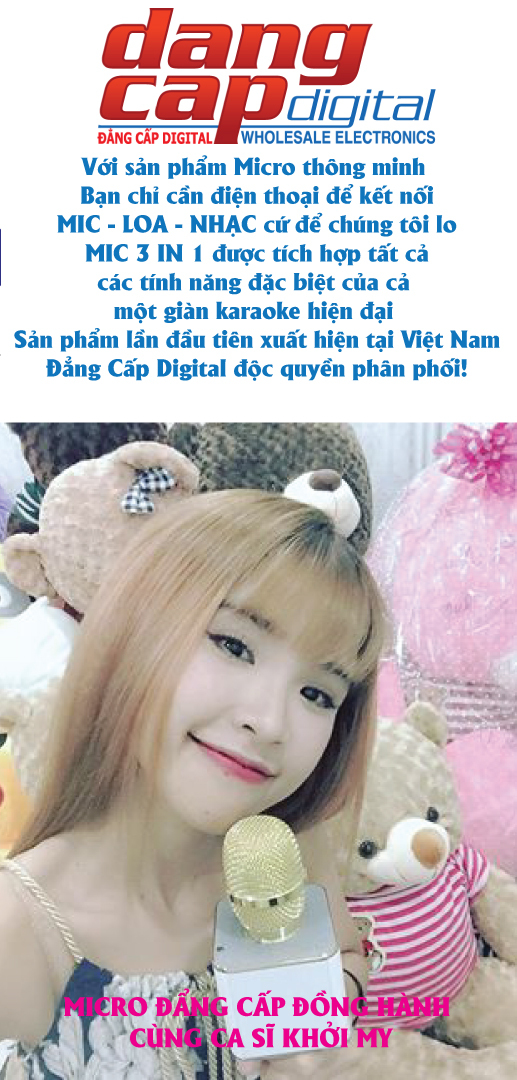 dang
cap digital
ĐẲNG CẤP DIGITAL WHOLESALE ELECTRONICS
Với sản phẩm Micro thông minh
Bạn chỉ cần điện thoại để kết nối
MIC - LOA - NHẠC cứ để chúng tôi lo
MIC 3 IN 1 được tích hợp tất cả
các tính năng đặc biệt của cả
một giàn karaoke hiện đại
Sản phẩm lần đầu tiên xuất hiện tại Việt Nam
Đẳng Cấp Digital độc quyền phân phối!
MICRO ĐẲNG CẤP ĐỒNG HÀNH
CÙNG CA SĨ KHỞI MY